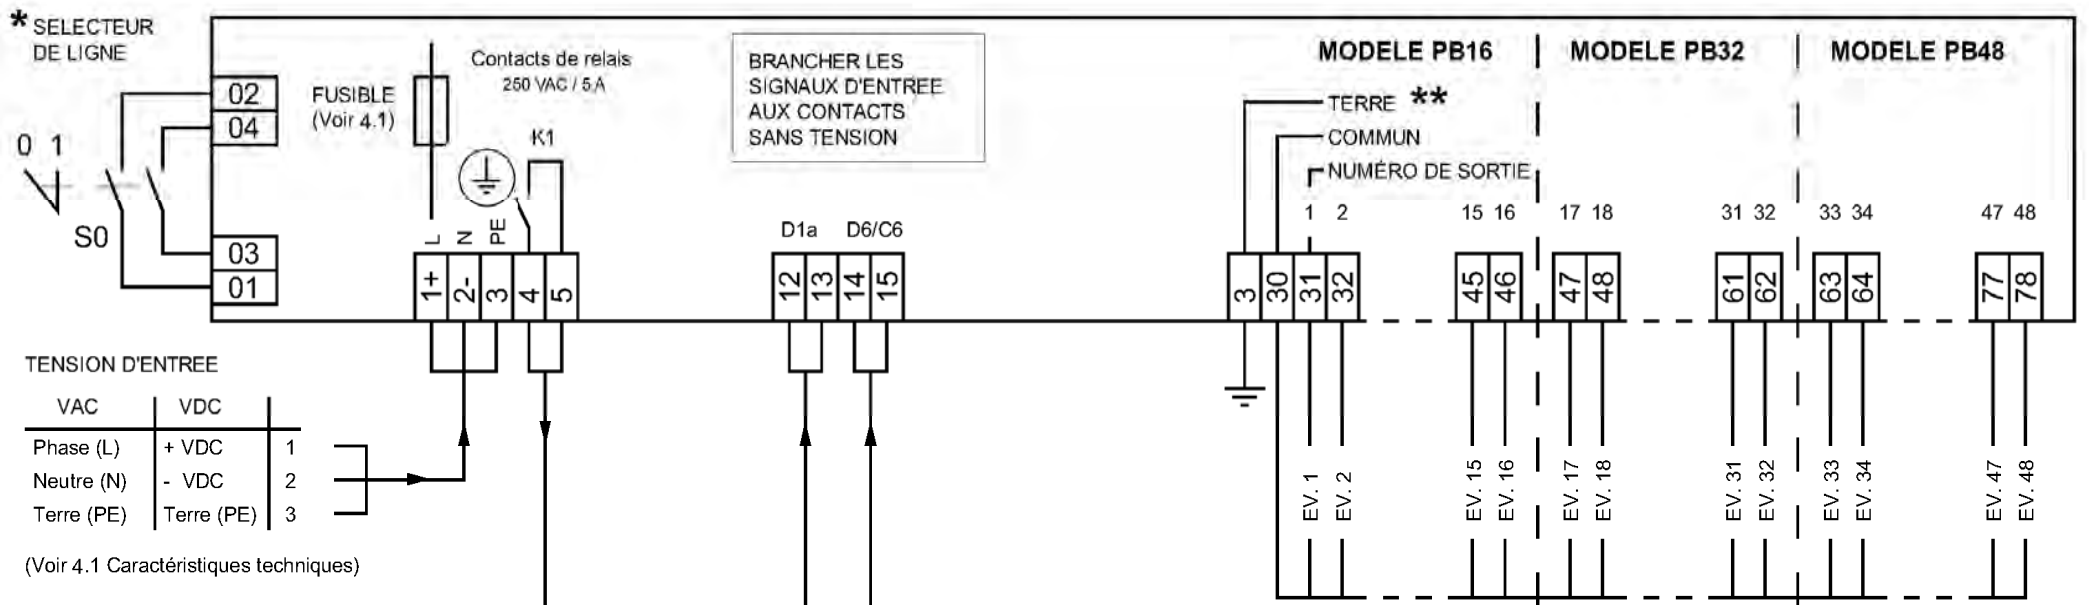 * SELECTEUR
DE LIGNE
02
04
0 1
S0
03
01
FUSIBLE
(Voir 4.1)
Contacts de relais
250 VAC / 5 A
K1
L N PE
1+ 2- 3 4 5
BRANCHER LES
SIGNAUX D'ENTREE
AUX CONTACTS
SANS TENSION
D1a D6/C6
12 13 14 15
MODELE PB16 MODELE PB32 MODELE PB48
TERRE **
COMMUN
NUMÉRO DE SORTIE
1 2 15 16 17 18 31 32 33 34 47 48
3 30 31 32 45 46 47 48 61 62 63 64 77 78
EV. 1 EV. 2 EV. 15 EV. 16 EV. 17 EV. 18 EV. 31 EV. 32 EV. 33 EV. 34 EV. 47 EV. 48
TENSION D'ENTREE
VAC VDC
Phase (L) + VDC 1
Neutre (N) - VDC 2
Terre (PE) Terre (PE) 3
(Voir 4.1 Caractéristiques techniques)